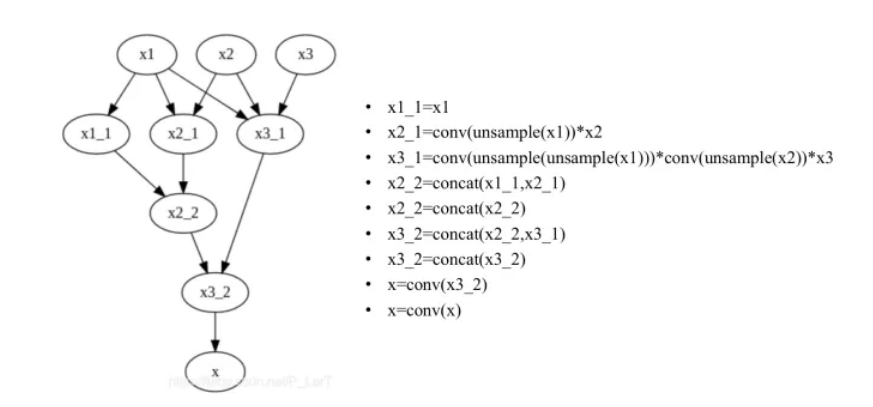 x1 x2 x3
x1_1 x2_1 x3_1
x2_2
x3_2
x
• x1_1=x1
• x2_1=conv(unsample(x1))*x2
• x3_1=conv(unsample(unsample(x1)))*conv(unsample(x2))*x3
• x2_2=concat(x1_1,x2_1)
• x2_2=concat(x2_2)
• x3_2=concat(x2_2,x3_1)
• x3_2=concat(x3_2)
• x=conv(x3_2)
• x=conv(x)